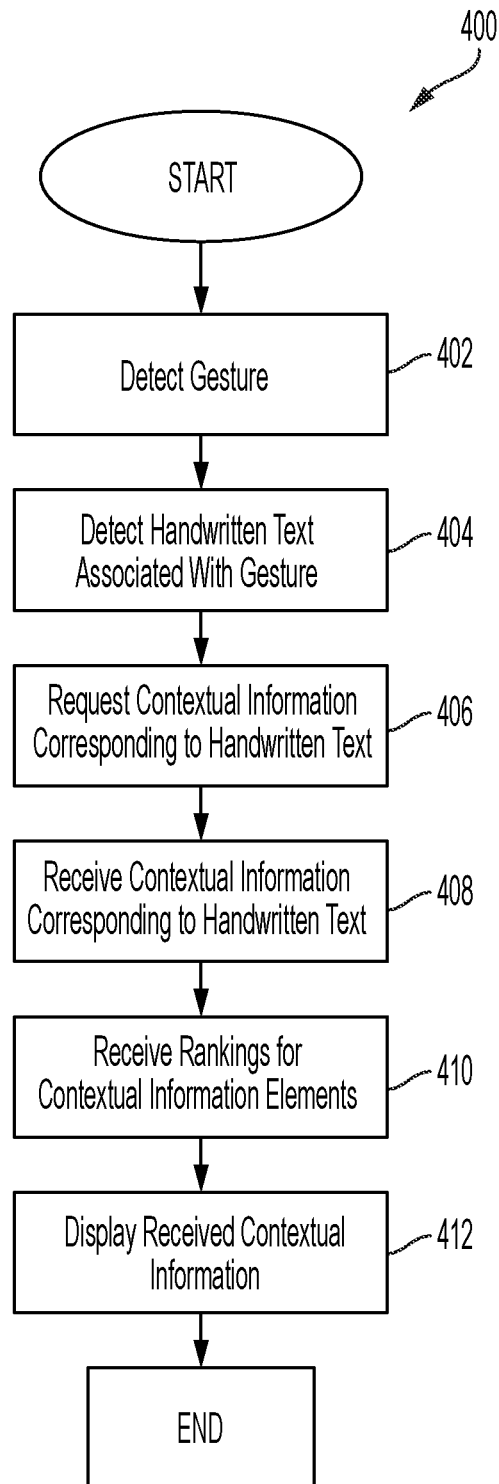 400
START
Detect Gesture
402
Detect Handwritten Text
Associated With Gesture
404
Request Contextual Information
Corresponding to Handwritten Text
406
Receive Contextual Information
Corresponding to Handwritten Text
408
Receive Rankings for
Contextual Information Elements
410
Display Received Contextual
Information
412
END